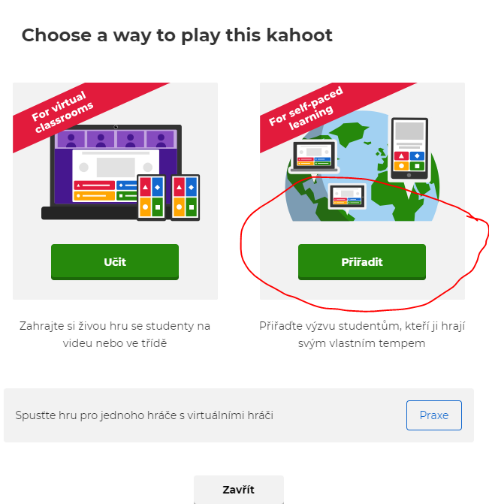 Choose a way to play this kahoot
For virtual
classrooms
Učit
Zahrajte si živou hru se studenty na
videu nebo ve třídě
For self-paced
learning
Přiřadit
Přiřaďte výzvu studentům, kteří ji hrají
svým vlastním tempem
Spusťte hru pro jednoho hráče s virtuálními hráči
Praxe
Zavřít